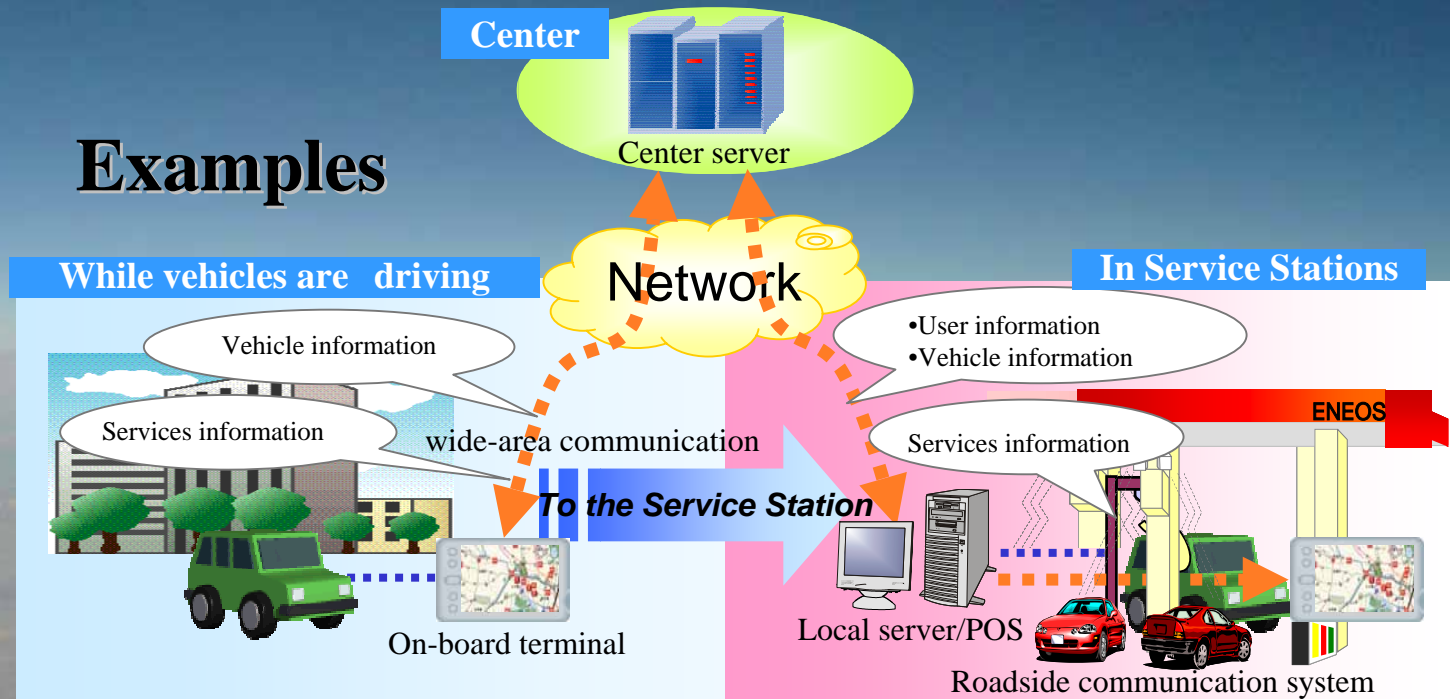 Center
Center server
Examples
Network
While vehicles are driving
In Service Stations
Vehicle information
•User information
•Vehicle information
Services information
wide-area communication
Services information
ENEOS
To the Service Station
On-board terminal
Local server/POS
Roadside communication system